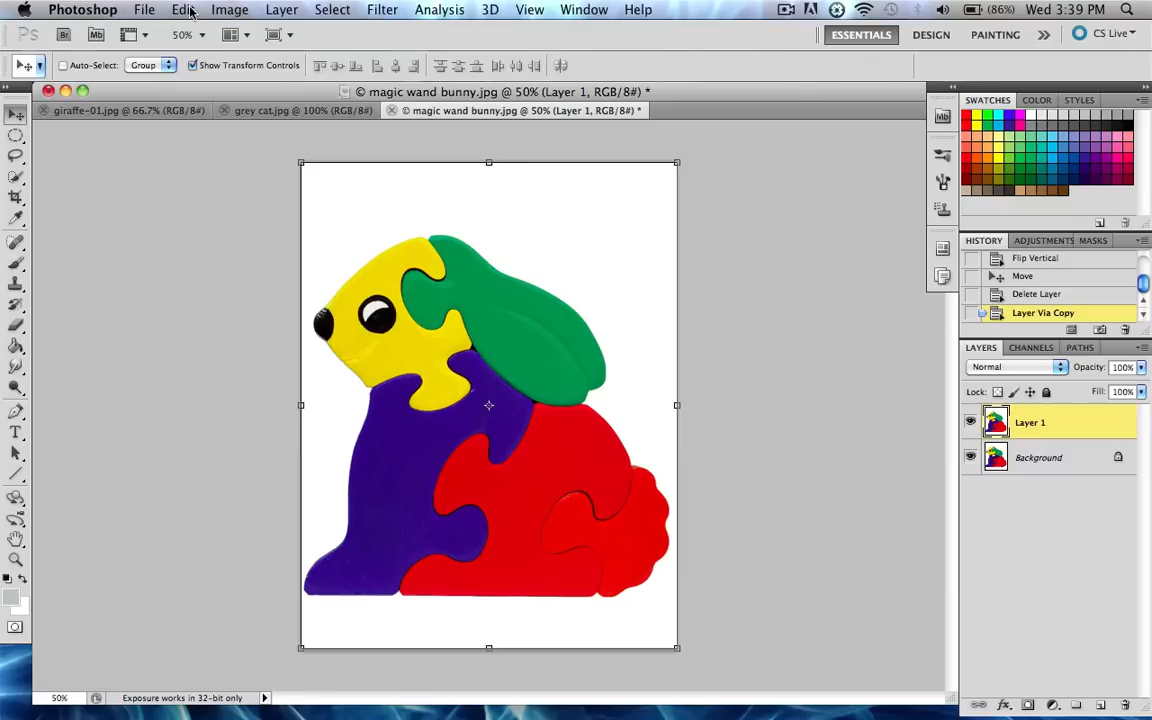 Photoshop File Edit Image Layer Select Filter Analysis 3D View Window Help (86%) Wed 3:39 PM
Ps Br Mb 50% ESSENTIALS DESIGN PAINTING CS Live
Auto-Select: Group Show Transform Controls
© magic wand bunny.jpg @ 50% (Layer 1, RGB/8#) *
giraffe-01.jpg @ 66.7% (RGB/8#) grey cat.jpg @ 100% (RGB/8#) © magic wand bunny.jpg @ 50% (Layer 1, RGB/8#) *
SWATCHES COLOR STYLES
Mb
HISTORY ADJUSTMENTS MASKS
Flip Vertical
Move
Delete Layer
Layer Via Copy
LAYERS CHANNELS PATHS
Normal Opacity: 100%
Lock: Fill: 100%
Layer 1
Background
50% Exposure works in 32-bit only